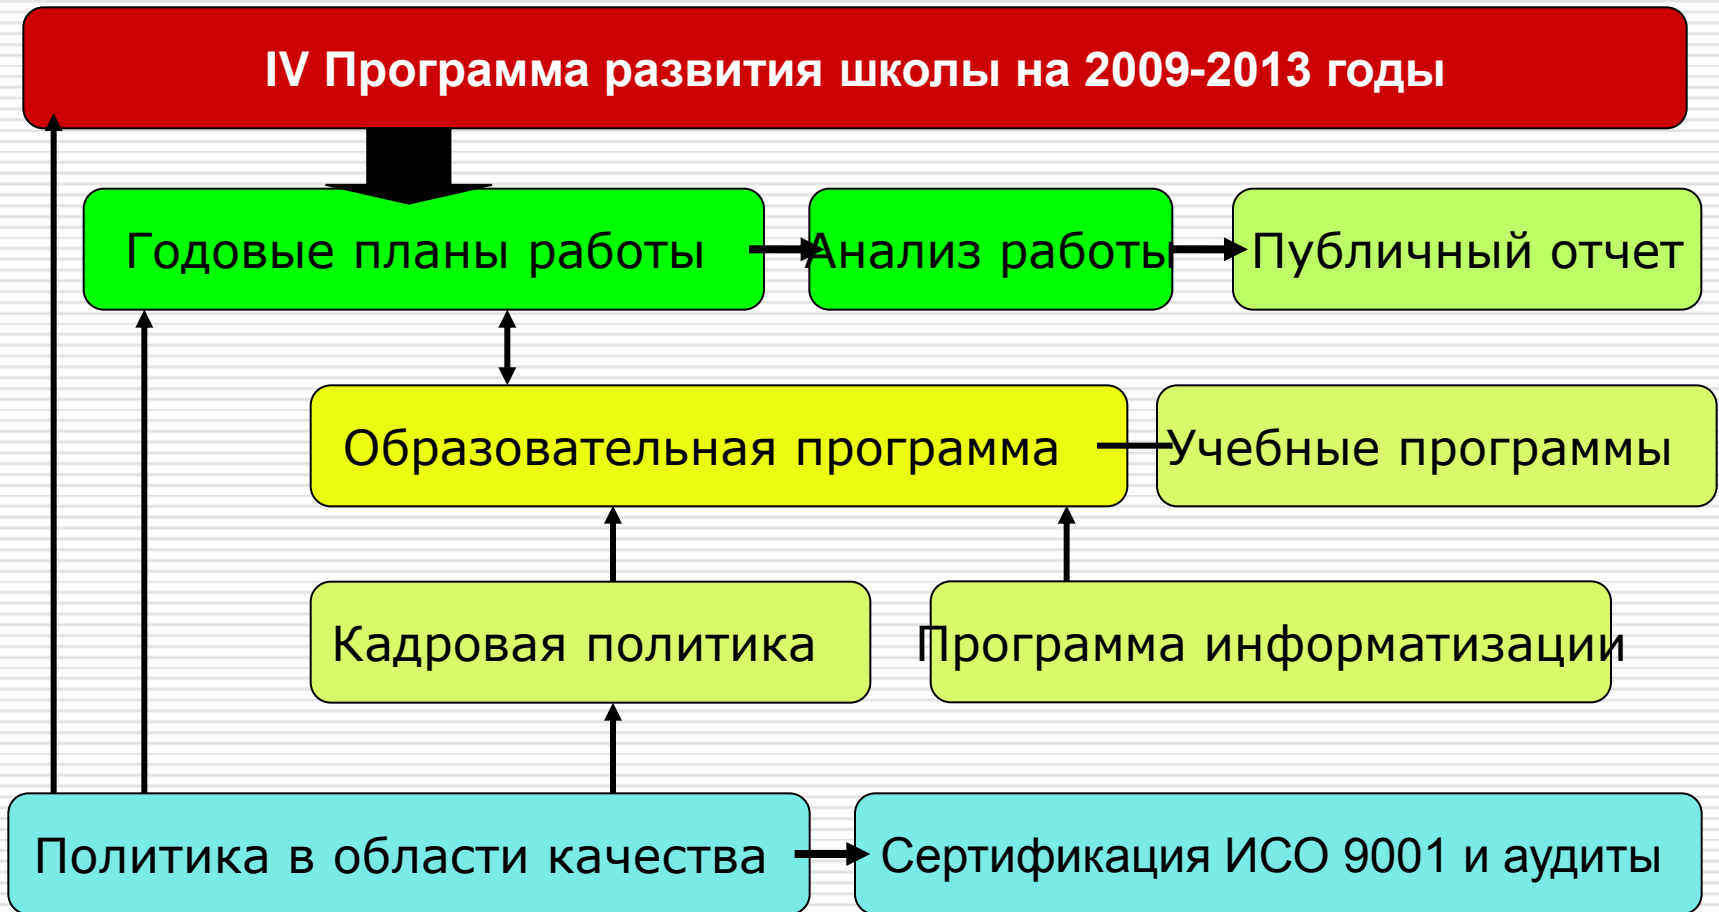 IV Программа развития школы на 2009-2013 годы
Годовые планы работы
Анализ работы
Публичный отчет
Образовательная программа
Учебные программы
Кадровая политика
Программа информатизации
Политика в области качества
Сертификация ИСО 9001 и аудиты